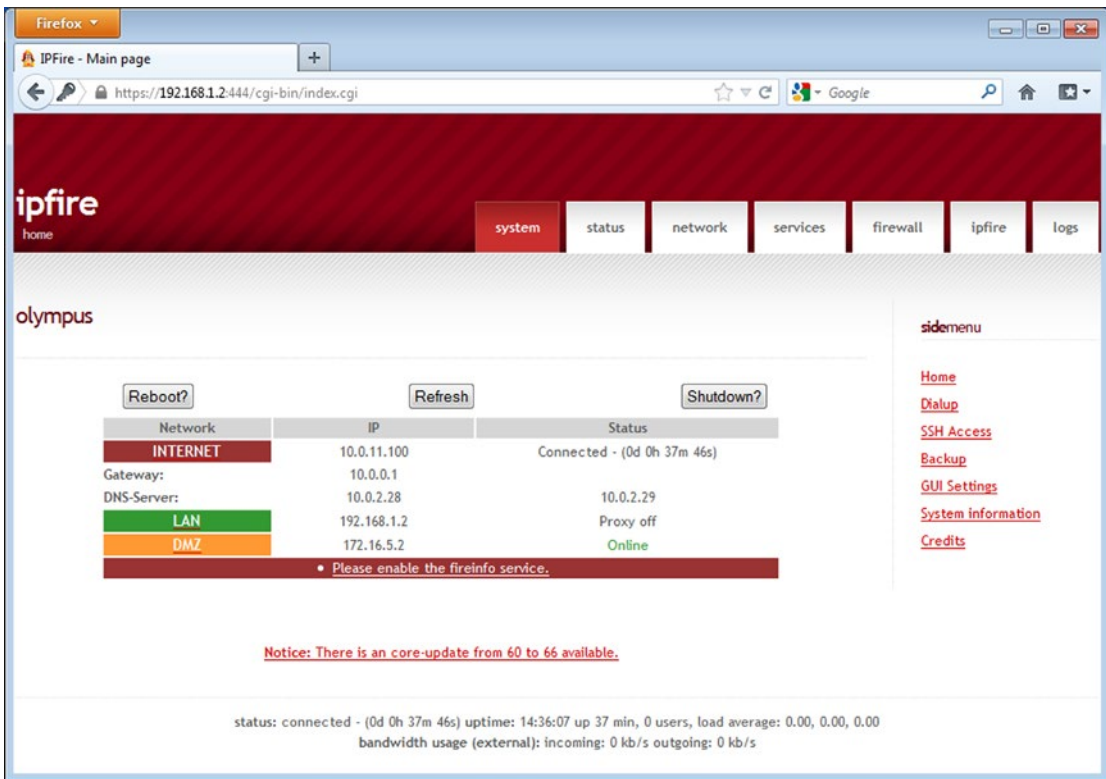 Firefox
IPFire - Main page
https://192.168.1.2:444/cgi-bin/index.cgi
Google
ipfire
home
system status network services firewall ipfire logs
olympus
sidemenu
Reboot? Refresh Shutdown?
Network IP Status
INTERNET 10.0.11.100 Connected - (0d 0h 37m 46s)
Gateway: 10.0.0.1
DNS-Server: 10.0.2.28 10.0.2.29
LAN 192.168.1.2 Proxy off
DMZ 172.16.5.2 Online
• Please enable the fireinfo service.
Home
Dialup
SSH Access
Backup
GUI Settings
System information
Credits
Notice: There is an core-update from 60 to 66 available.
status: connected - (0d 0h 37m 46s) uptime: 14:36:07 up 37 min, 0 users, load average: 0.00, 0.00, 0.00
bandwidth usage (external): incoming: 0 kb/s outgoing: 0 kb/s